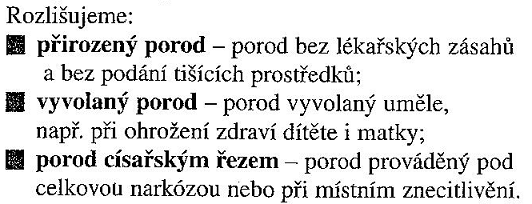 Rozlišujeme:
přirozený porod – porod bez lékařských zásahů
a bez podání tišících prostředků;
vyvolaný porod – porod vyvolaný uměle,
např. při ohrožení zdraví dítěte i matky;
porod císařským řezem – porod prováděný pod
celkovou narkózou nebo při místním znecitlivění.